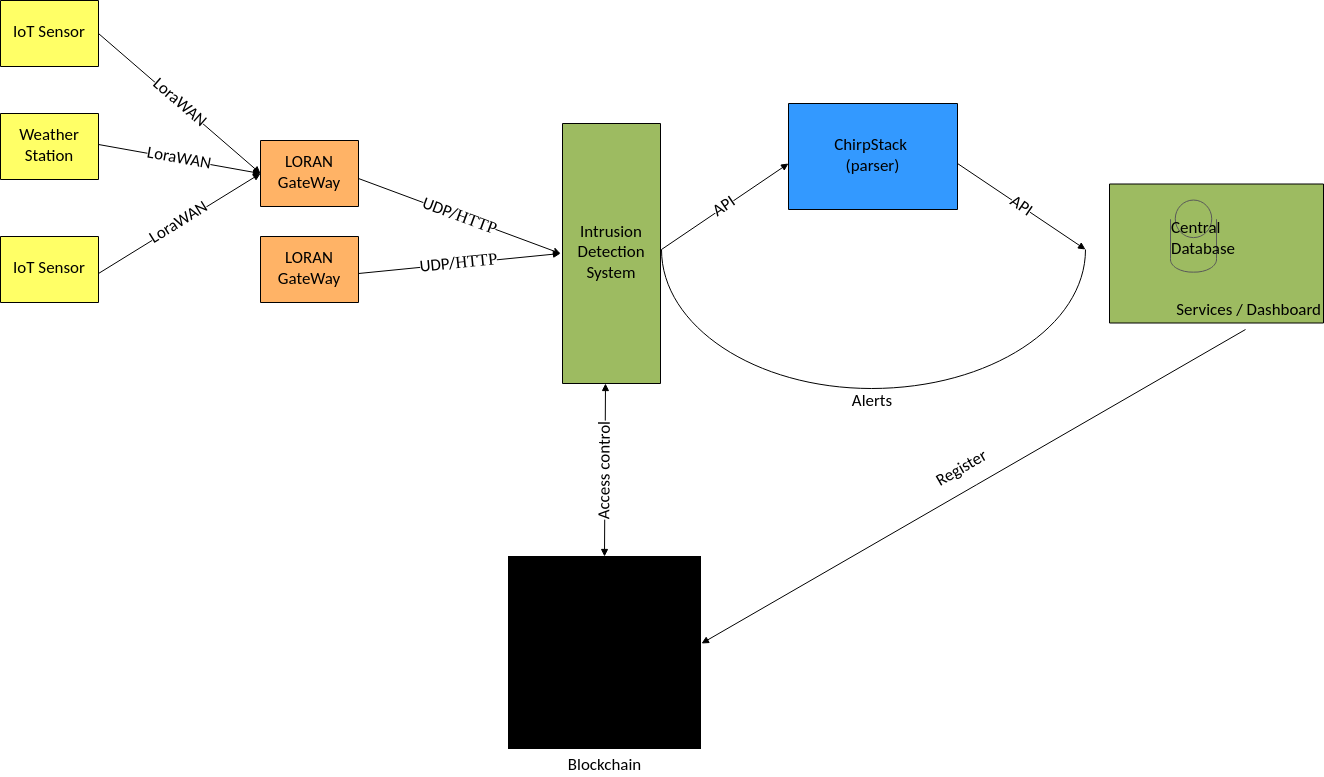 IoT Sensor
LoraWAN
Weather
Station
LoraWAN
LoraWAN
IoT Sensor
LORAN
GateWay
LORAN
GateWay
UDP/HTTP
UDP/HTTP
Intrusion
Detection
System
API
ChirpStack
(parser)
API
Central
Database
Services / Dashboard
Alerts
Access control
Register
Blockchain